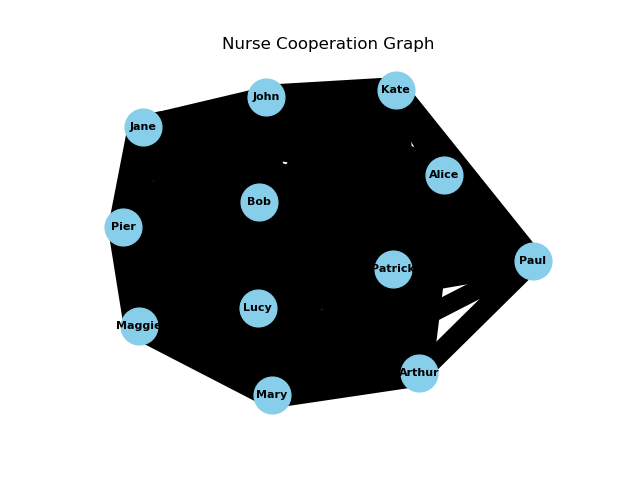 Nurse Cooperation Graph
Kate
John
Jane
Alice
Bob
Pier
Paul
Patrick
Lucy
Maggie
Arthur
Mary